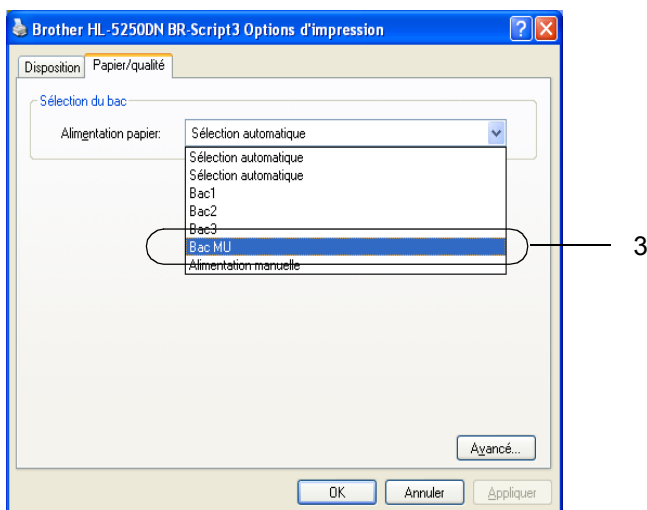 Brother HL-5250DN BR-Script3 Options d'impression
Disposition Papier/qualité
Sélection du bac
Alimentation papier: Sélection automatique
Sélection automatique
Sélection automatique
Bac1
Bac2
Bac3
Bac MU 3
Alimentation manuelle
Avancé...
OK Annuler Appliquer